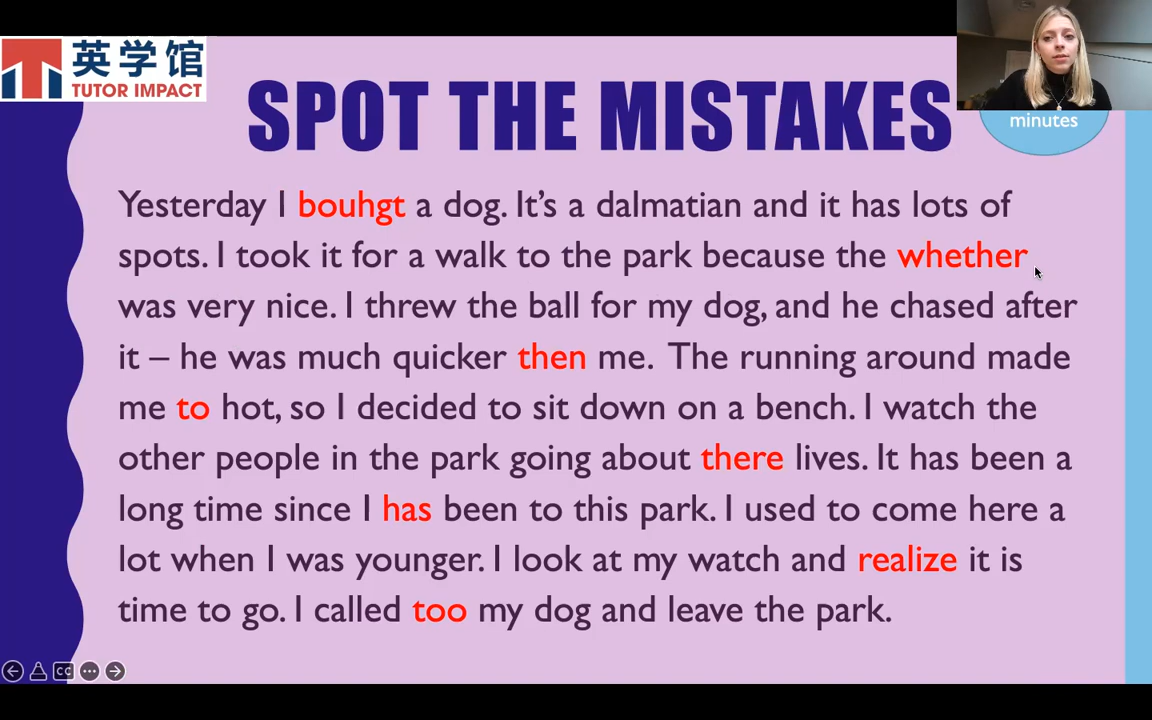 英学馆
TUTOR IMPACT
SPOT THE MISTAKES
minutes
Yesterday I bouhgt a dog. It’s a dalmatian and it has lots of
spots. I took it for a walk to the park because the whether
was very nice. I threw the ball for my dog, and he chased after
it – he was much quicker then me. The running around made
me to hot, so I decided to sit down on a bench. I watch the
other people in the park going about there lives. It has been a
long time since I has been to this park. I used to come here a
lot when I was younger. I look at my watch and realize it is
time to go. I called too my dog and leave the park.
CC